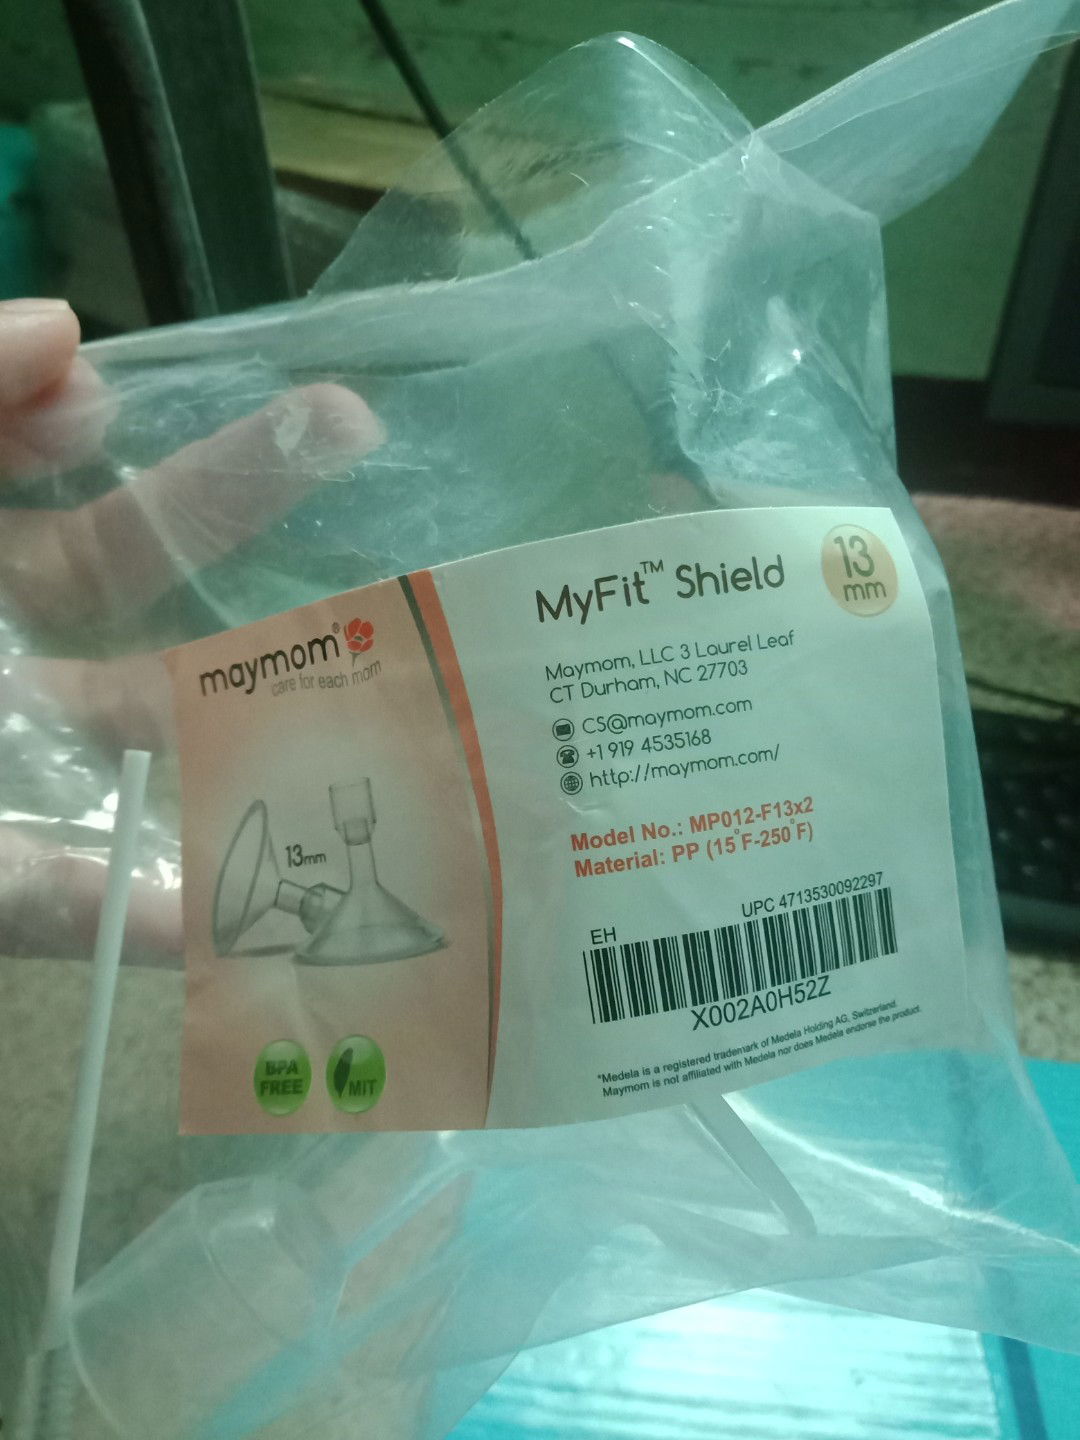 maymom®
care for each mom
13mm
BPA
FREE
MIT
MyFit™ Shield
13
mm
Maymom, LLC 3 Laurel Leaf
CT Durham, NC 27703
CS@maymom.com
+1 919 4535168
http://maymom.com/
Model No.: MP012-F13x2
Material: PP (15°F-250°F)
EH
UPC 4713530092297
X002A0H52Z
*Medela is a registered trademark of Medela Holding AG, Switzerland.
Maymom is not affiliated with Medela nor does Medela endorse the product.